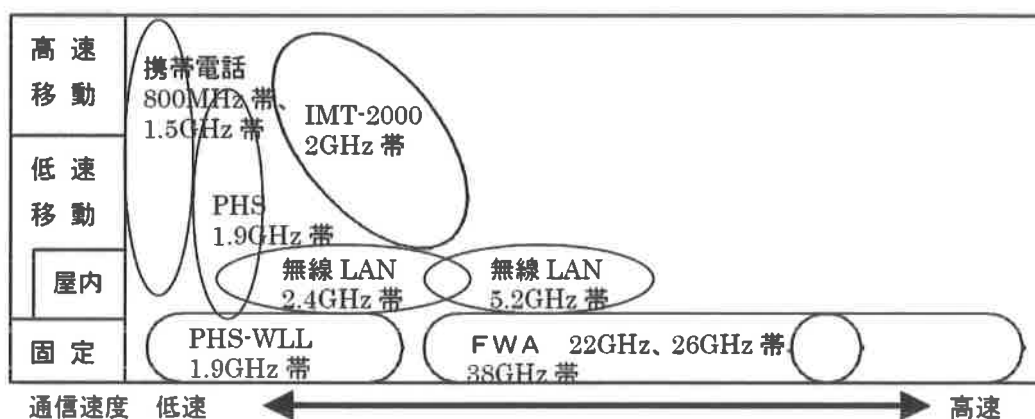 高速
移動
携帯電話
800MHz 帯、
1.5GHz 帯
IMT-2000
2GHz 帯
低速
移動
PHS
1.9GHz 帯
屋内
無線 LAN
2.4GHz 帯
無線 LAN
5.2GHz 帯
固定
PHS-WLL
1.9GHz 帯
FWA 22GHz、26GHz 帯、
38GHz 帯
通信速度 低速 高速